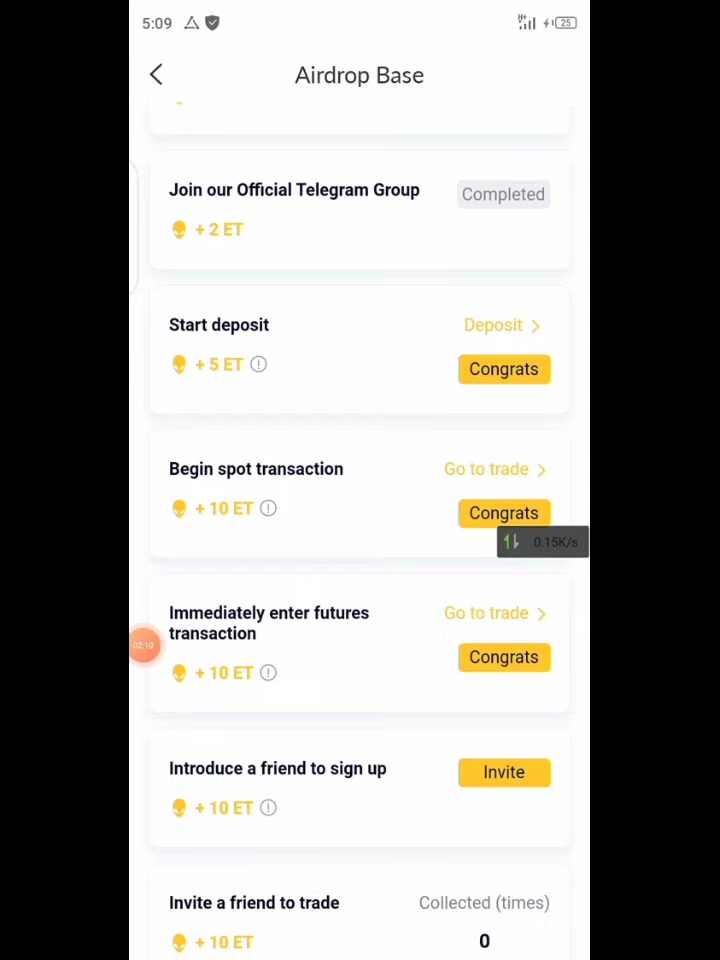 5:09
25
Airdrop Base
Join our Official Telegram Group
Completed
+ 2 ET
Start deposit
Deposit >
+ 5 ET
Congrats
Begin spot transaction
Go to trade >
+ 10 ET
Congrats
0.15K/s
Immediately enter futures
transaction
Go to trade >
02:10
+ 10 ET
Congrats
Introduce a friend to sign up
Invite
+ 10 ET
Invite a friend to trade
Collected (times)
+ 10 ET
0